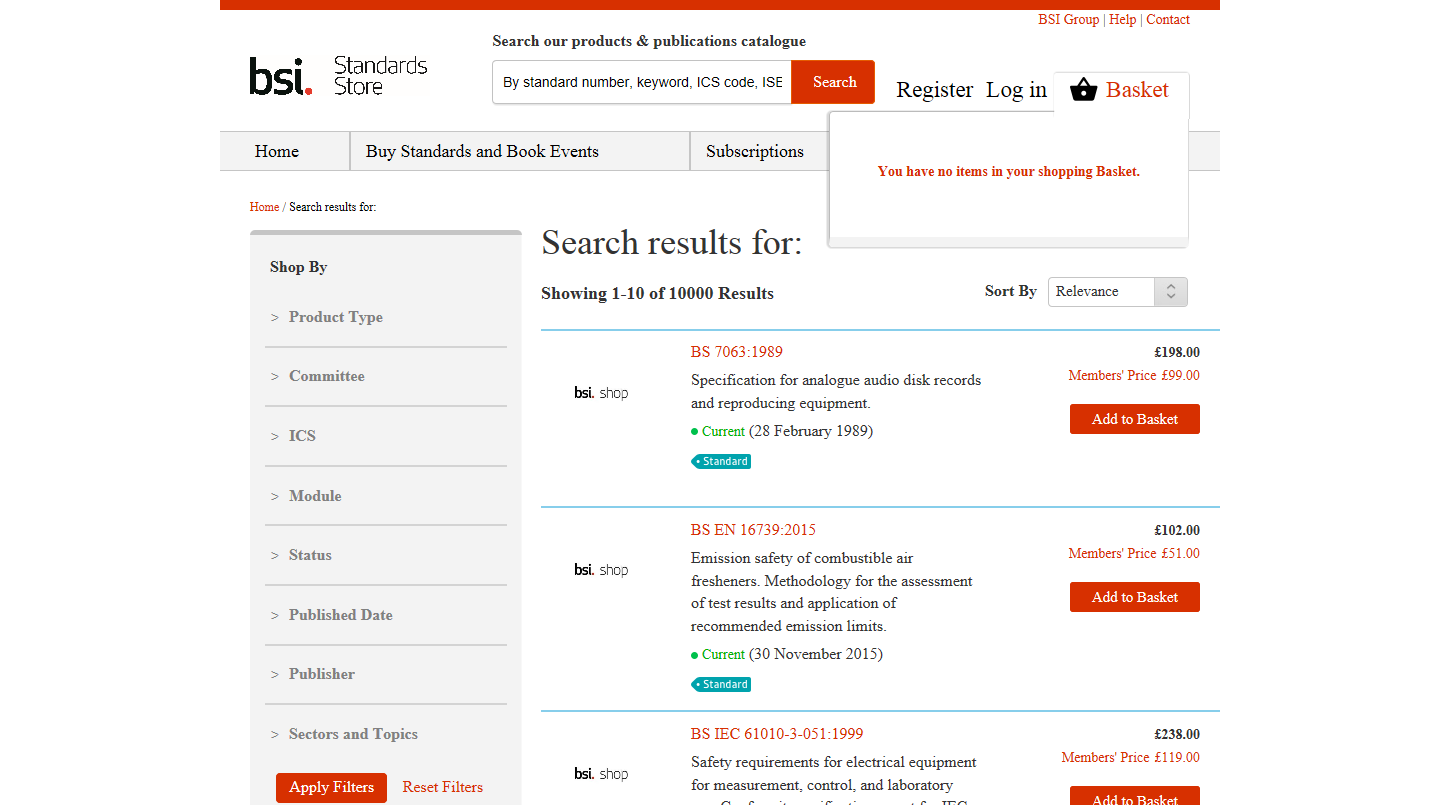 BSI Group | Help | Contact
Search our products & publications catalogue
bsi. Standards Store
By standard number, keyword, ICS code, ISE
Search
Register Log in Basket
Home
Buy Standards and Book Events
Subscriptions
You have no items in your shopping Basket.
Home / Search results for:
Shop By
> Product Type
> Committee
> ICS
> Module
> Status
> Published Date
> Publisher
> Sectors and Topics
Apply Filters
Reset Filters
Search results for:
Showing 1-10 of 10000 Results
Sort By
Relevance
bsi. shop
BS 7063:1989
Specification for analogue audio disk records
and reproducing equipment.
Current (28 February 1989)
Standard
£198.00
Members' Price £99.00
Add to Basket
bsi. shop
BS EN 16739:2015
Emission safety of combustible air
fresheners. Methodology for the assessment
of test results and application of
recommended emission limits.
Current (30 November 2015)
Standard
£102.00
Members' Price £51.00
Add to Basket
bsi. shop
BS IEC 61010-3-051:1999
Safety requirements for electrical equipment
for measurement, control, and laboratory
£238.00
Members' Price £119.00
Add to Basket